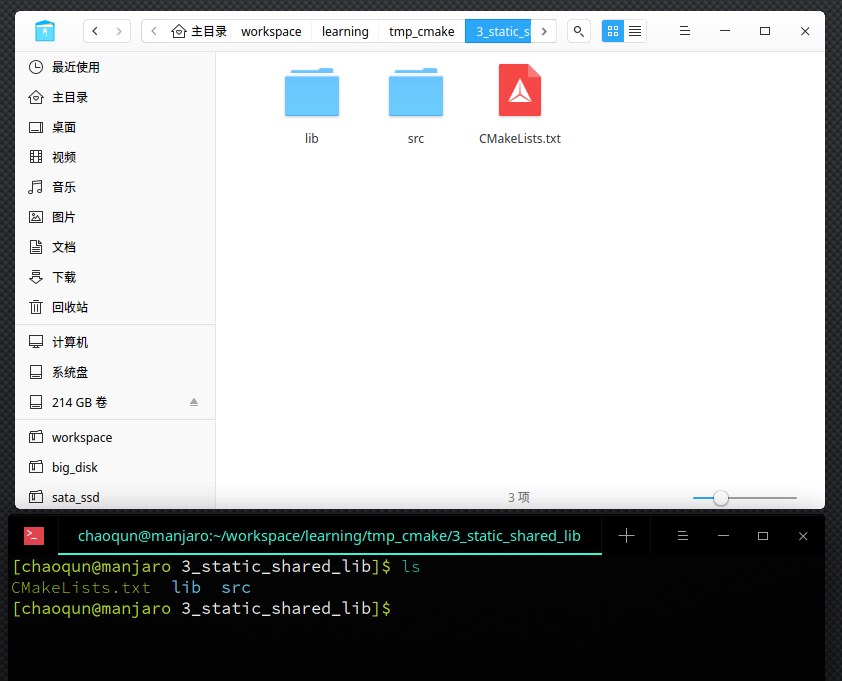 主目录 workspace learning tmp_cmake 3_static_s
最近使用
主目录
桌面
视频
音乐
图片
文档
下载
回收站
计算机
系统盘
214 GB 卷
workspace
big_disk
sata_ssd
lib src CMakeLists.txt
3 项
>_ chaoqun@manjaro:~/workspace/learning/tmp_cmake/3_static_shared_lib
[chaoqun@manjaro 3_static_shared_lib]$ ls
CMakeLists.txt lib src
[chaoqun@manjaro 3_static_shared_lib]$